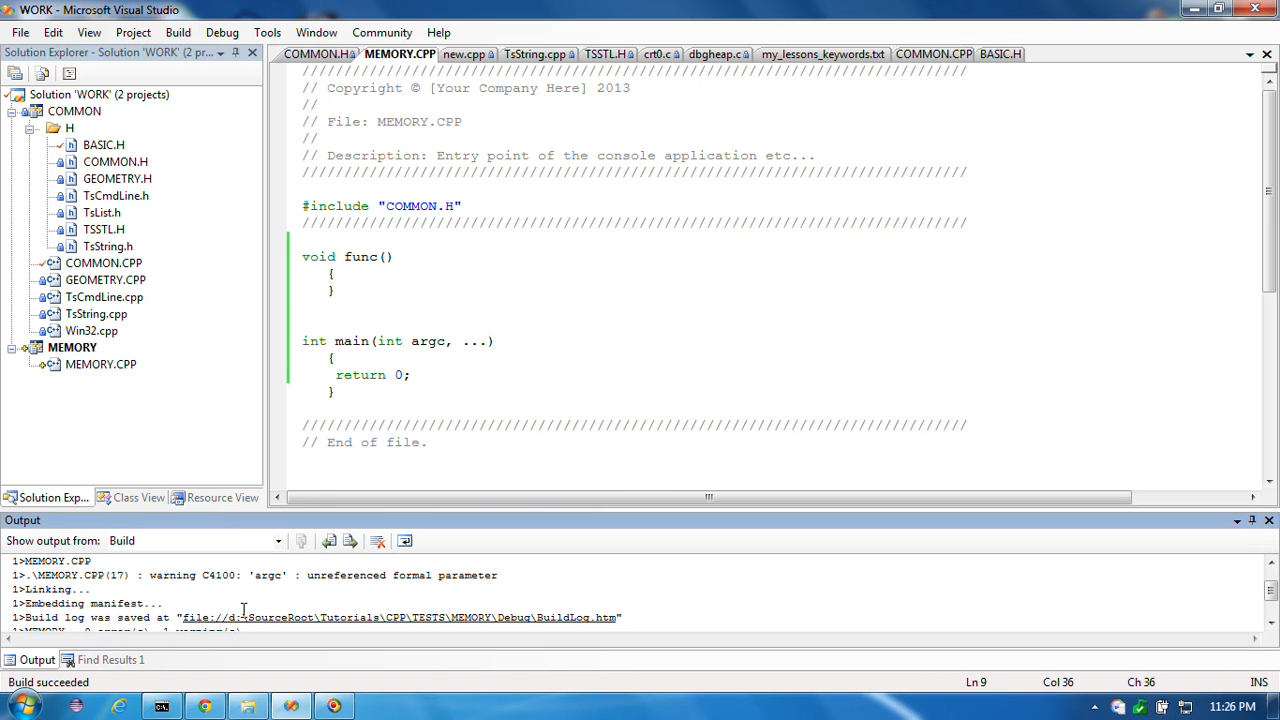 WORK - Microsoft Visual Studio
File Edit View Project Build Debug Tools Window Community Help
Solution Explorer - Solution 'WORK' (2 pr...
COMMON.H MEMORY.CPP new.cpp TsString.cpp TSSTL.H crt0.c dbgheap.c my_lessons_keywords.txt COMMON.CPP BASIC.H
Solution 'WORK' (2 projects)
COMMON
H
BASIC.H
COMMON.H
GEOMETRY.H
TsCmdLine.h
TsList.h
TSSTL.H
TsString.h
COMMON.CPP
GEOMETRY.CPP
TsCmdLine.cpp
TsString.cpp
Win32.cpp
MEMORY
MEMORY.CPP
Solution Exp... Class View Resource View
////////////////////////////////////////////////////////////////////////////////
// Copyright © [Your Company Here] 2013
//
// File: MEMORY.CPP
//
// Description: Entry point of the console application etc...
////////////////////////////////////////////////////////////////////////////////
#include "COMMON.H"
////////////////////////////////////////////////////////////////////////////////
void func()
{
}
int main(int argc, ...)
{
return 0;
}
////////////////////////////////////////////////////////////////////////////////
// End of file.
Output
Show output from: Build
1>MEMORY.CPP
1>.\MEMORY.CPP(17) : warning C4100: 'argc' : unreferenced formal parameter
1>Linking...
1>Embedding manifest...
1>Build log was saved at "file://d:\SourceRoot\Tutorials\CPP\TESTS\MEMORY\Debug\BuildLog.htm"
1>MEMORY - 0 error(s), 1 warning(s)
Output Find Results 1
Build succeeded Ln 9 Col 36 Ch 36 INS
11:26 PM